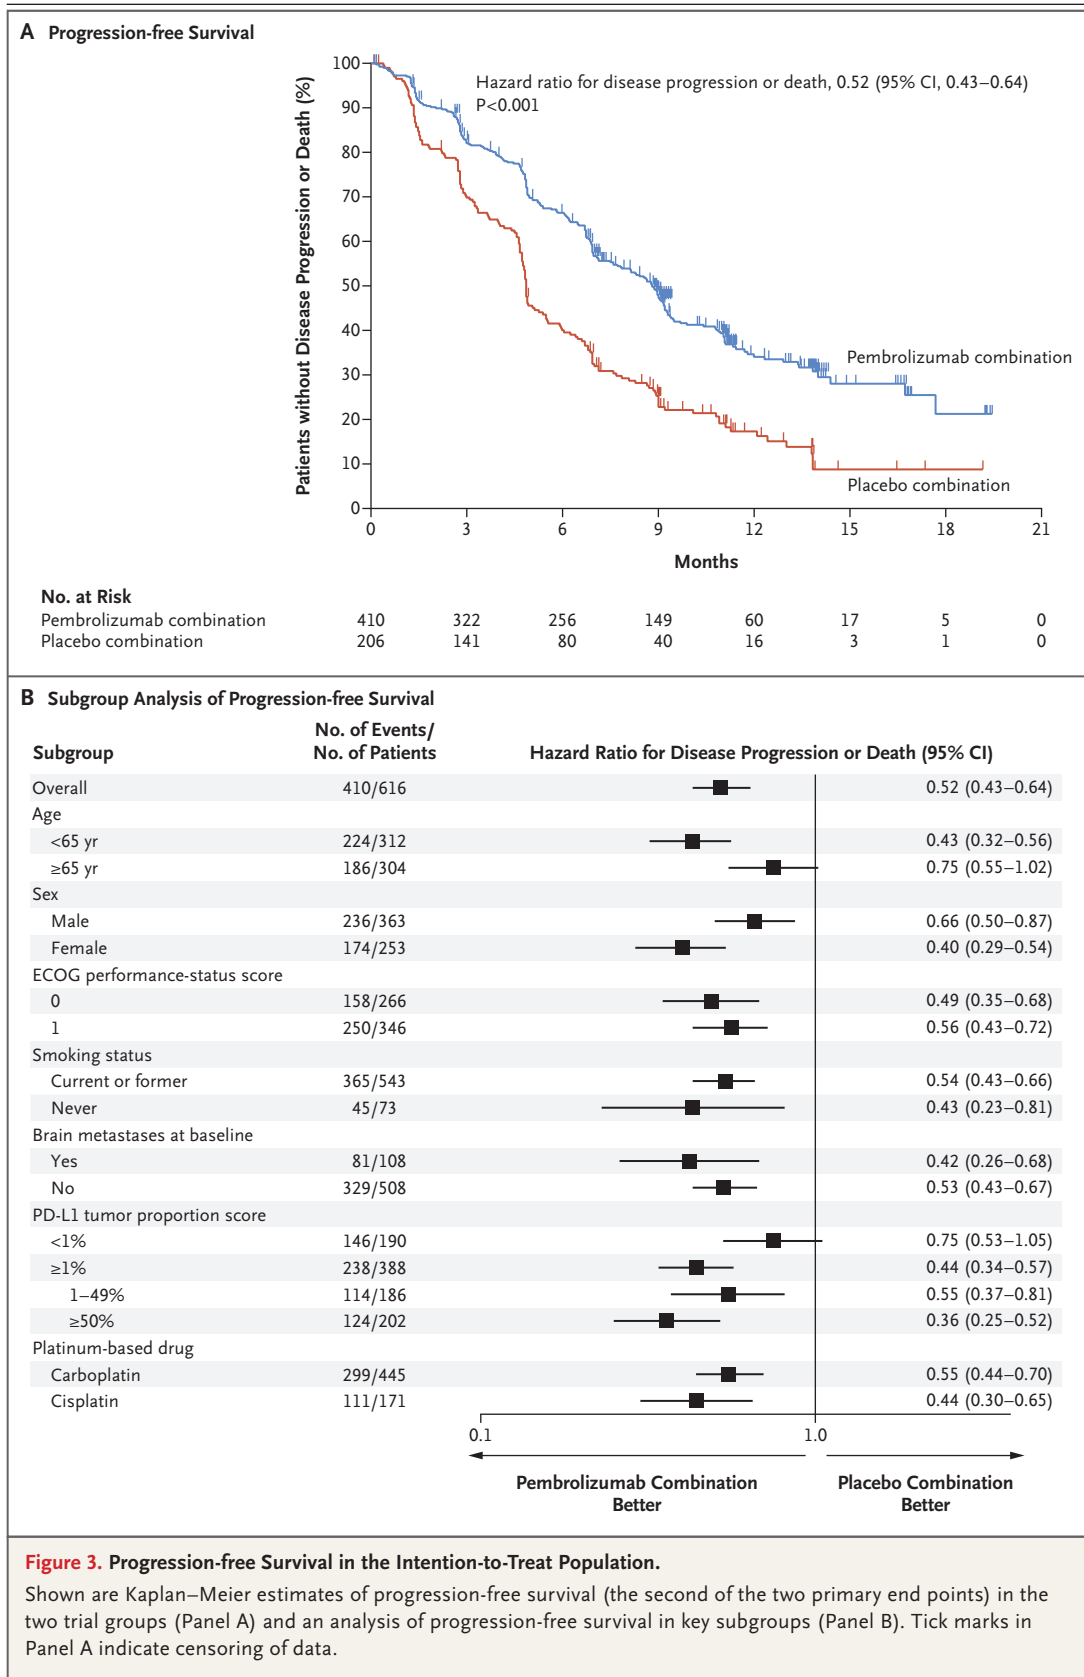 A Progression-free Survival
Patients without Disease Progression or Death (%)
100
90
80
70
60
50
40
30
20
10
0
Hazard ratio for disease progression or death, 0.52 (95% CI, 0.43–0.64)
P<0.001
Pembrolizumab combination
Placebo combination
0 3 6 9 12 15 18 21
Months
No. at Risk
Pembrolizumab combination 410 322 256 149 60 17 5 0
Placebo combination 206 141 80 40 16 3 1 0
B Subgroup Analysis of Progression-free Survival
Subgroup No. of Events/ No. of Patients Hazard Ratio for Disease Progression or Death (95% CI)
Overall 410/616 0.52 (0.43–0.64)
Age
<65 yr 224/312 0.43 (0.32–0.56)
≥65 yr 186/304 0.75 (0.55–1.02)
Sex
Male 236/363 0.66 (0.50–0.87)
Female 174/253 0.40 (0.29–0.54)
ECOG performance-status score
0 158/266 0.49 (0.35–0.68)
1 250/346 0.56 (0.43–0.72)
Smoking status
Current or former 365/543 0.54 (0.43–0.66)
Never 45/73 0.43 (0.23–0.81)
Brain metastases at baseline
Yes 81/108 0.42 (0.26–0.68)
No 329/508 0.53 (0.43–0.67)
PD-L1 tumor proportion score
<1% 146/190 0.75 (0.53–1.05)
≥1% 238/388 0.44 (0.34–0.57)
1–49% 114/186 0.55 (0.37–0.81)
≥50% 124/202 0.36 (0.25–0.52)
Platinum-based drug
Carboplatin 299/445 0.55 (0.44–0.70)
Cisplatin 111/171 0.44 (0.30–0.65)
0.1 1.0
Pembrolizumab Combination Better
Placebo Combination Better
Figure 3. Progression-free Survival in the Intention-to-Treat Population.
Shown are Kaplan–Meier estimates of progression-free survival (the second of the two primary end points) in the
two trial groups (Panel A) and an analysis of progression-free survival in key subgroups (Panel B). Tick marks in
Panel A indicate censoring of data.